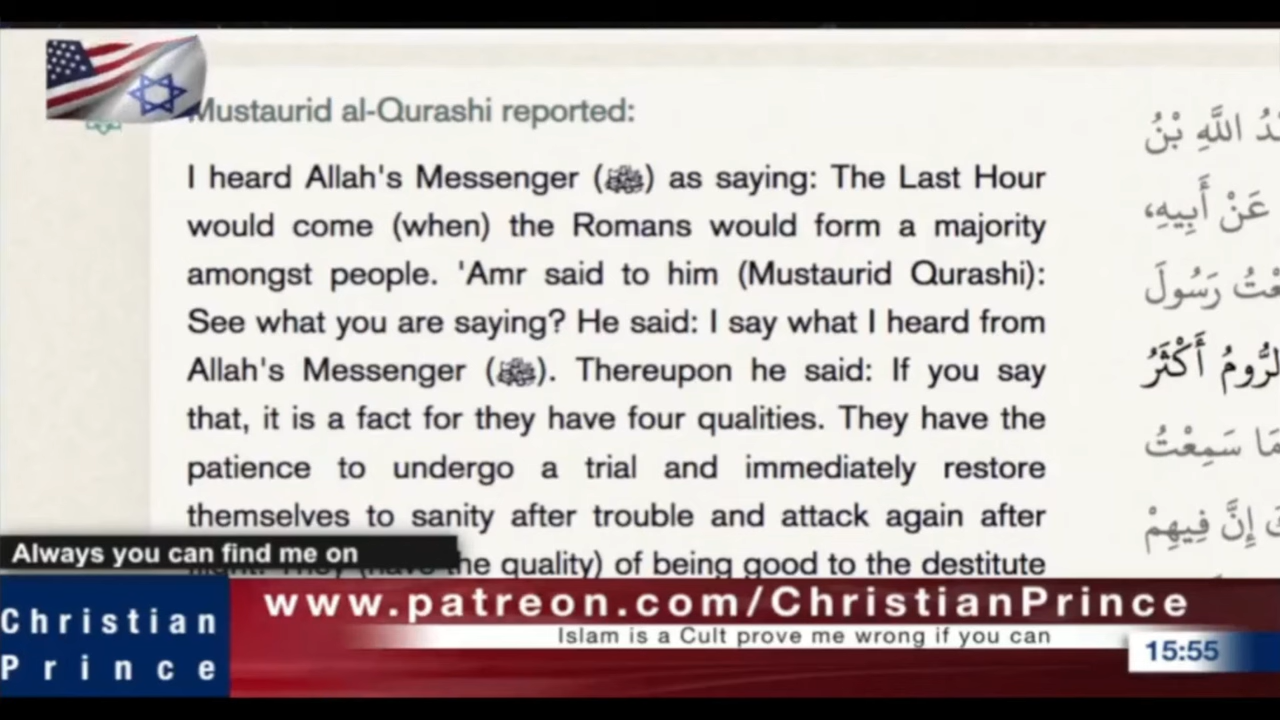 Mustaurid al-Qurashi reported:
I heard Allah's Messenger (ﷺ) as saying: The Last Hour
would come (when) the Romans would form a majority
amongst people. 'Amr said to him (Mustaurid Qurashi):
See what you are saying? He said: I say what I heard from
Allah's Messenger (ﷺ). Thereupon he said: If you say
that, it is a fact for they have four qualities. They have the
patience to undergo a trial and immediately restore
themselves to sanity after trouble and attack again after
the quality) of being good to the destitute
اللَّهِ بْنُ
عَنْ أَبِيهِ،
رَسُولَ
الرُّومُ أَكْثَرُ
مَا سَمِعْتُ
إِنَّ فِيهِمْ
Always you can find me on
Christian
Prince
www.patreon.com/ChristianPrince
Islam is a Cult prove me wrong if you can
15:55